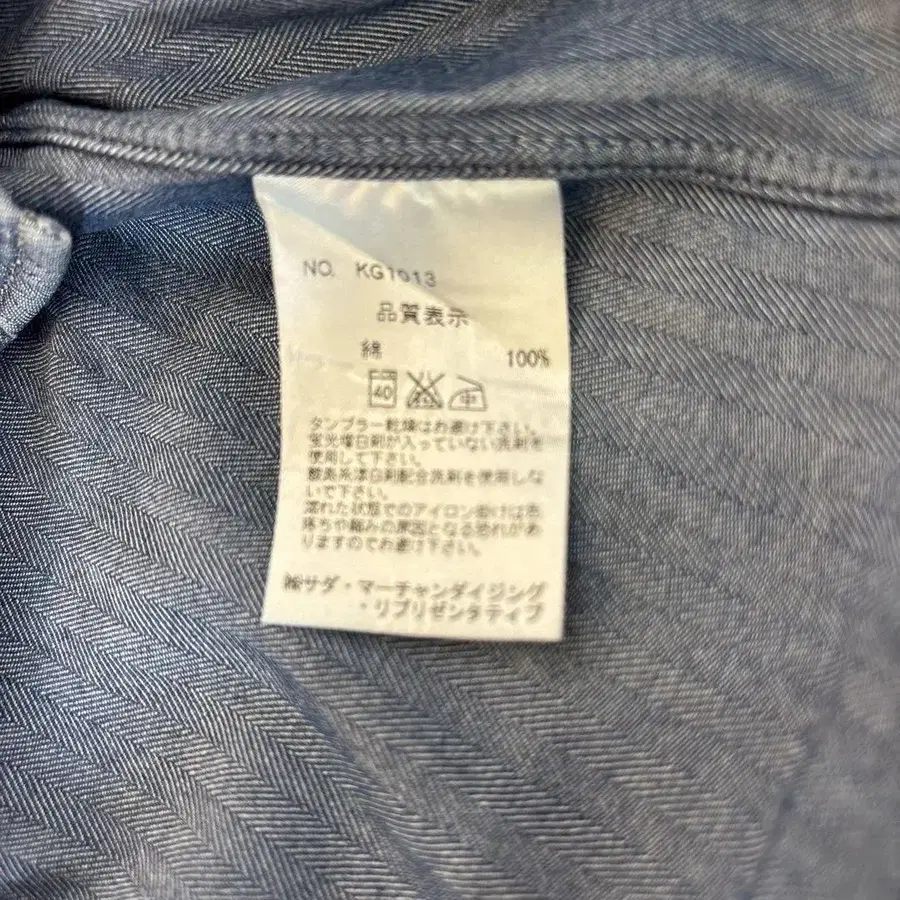 NO. KG1013
品質表示
綿 100%
40 中
タンブラー乾燥はお避け下さい。
蛍光増白剤が入っていない洗剤を
使用して下さい。
酸素系漂白剤配合洗剤を使用しな
いで下さい。
濡れた状態でのアイロン掛けは色
落ちや縮みの原因となる恐れがあ
りますのでお避け下さい。
㈱サダ・マーチャンダイジング
・リプリゼンタティブ